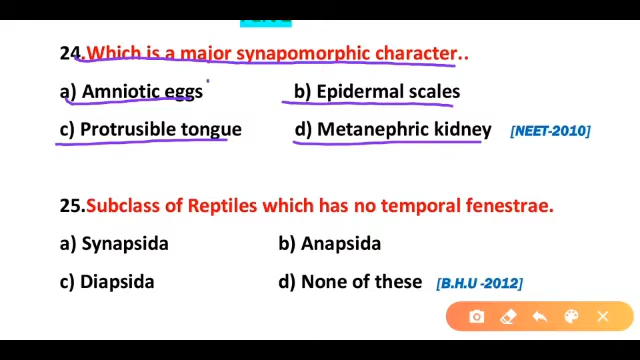 24.Which is a major synapomorphic character..
a) Amniotic eggs b) Epidermal scales
c) Protrusible tongue d) Metanephric kidney [NEET-2010]
25.Subclass of Reptiles which has no temporal fenestrae.
a) Synapsida b) Anapsida
c) Diapsida d) None of these [B.H.U -2012]